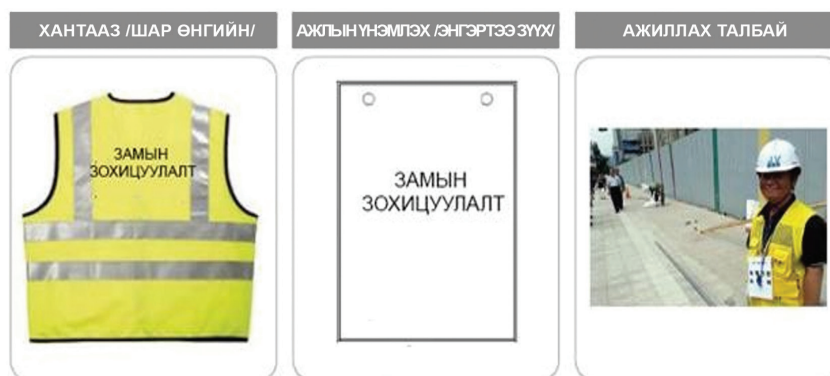 ХАНТААЗ /ШАР ӨНГИЙН/
АЖЛЫН ҮНЭМЛЭХ /ЭНГЭРТЭЭ ЗҮҮХ/
АЖИЛЛАХ ТАЛБАЙ
ЗАМЫН
ЗОХИЦУУЛАЛТ
ЗАМЫН
ЗОХИЦУУЛАЛТ